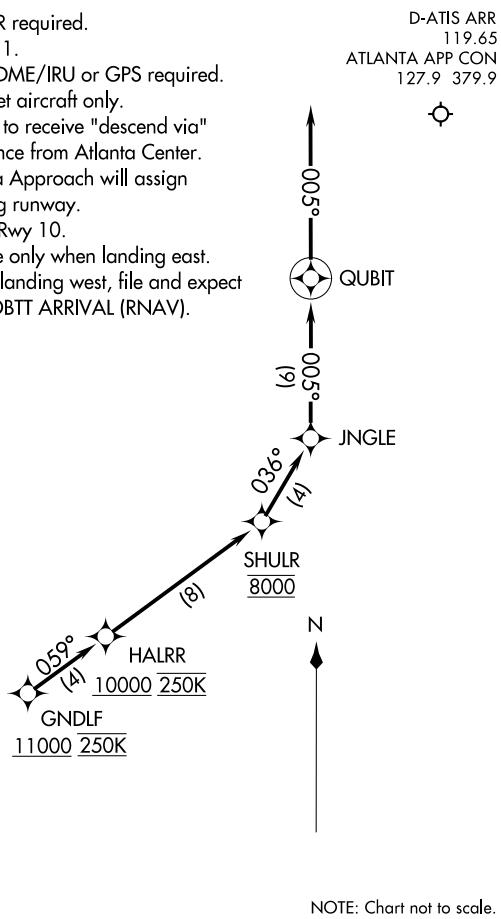 R required.
1.
DME/IRU or GPS required.
et aircraft only.
to receive "descend via"
nce from Atlanta Center.
a Approach will assign
g runway.
Rwy 10.
e only when landing east.
landing west, file and expect
OBTT ARRIVAL (RNAV).
D-ATIS ARR
119.65
ATLANTA APP CON
127.9 379.9
005°
QUBIT
005°
(9)
JNGLE
036°
(4)
SHULR
8000
(8)
059°
(4)
HALRR
10000 250K
GNDLF
11000 250K
N
NOTE: Chart not to scale.